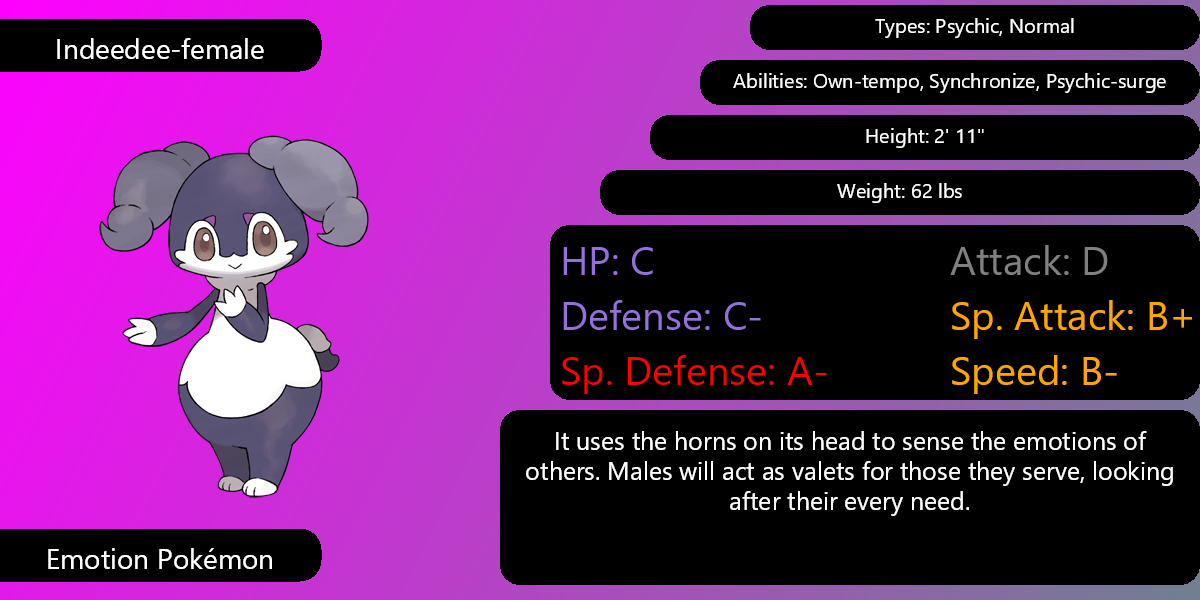 Indeedee-female
Types: Psychic, Normal
Abilities: Own-tempo, Synchronize, Psychic-surge
Height: 2' 11"
Weight: 62 lbs
HP: C
Attack: D
Defense: C-
Sp. Attack: B+
Sp. Defense: A-
Speed: B-
It uses the horns on its head to sense the emotions of
others. Males will act as valets for those they serve, looking
after their every need.
Emotion Pokémon